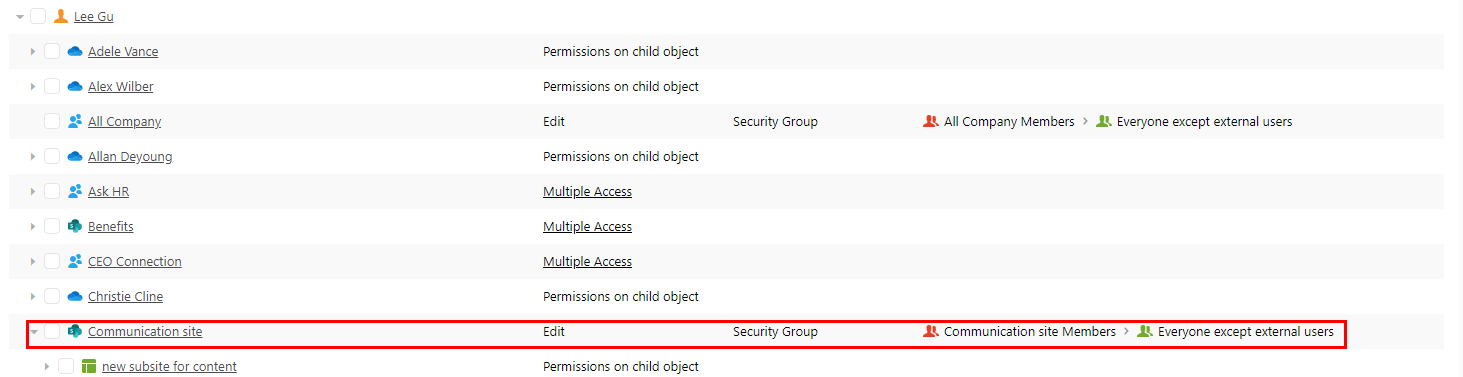 Lee Gu
Adele Vance Permissions on child object
Alex Wilber Permissions on child object
All Company Edit Security Group All Company Members > Everyone except external users
Allan Deyoung Permissions on child object
Ask HR Multiple Access
Benefits Multiple Access
CEO Connection Multiple Access
Christie Cline Permissions on child object
Communication site Edit Security Group Communication site Members > Everyone except external users
new subsite for content Permissions on child object